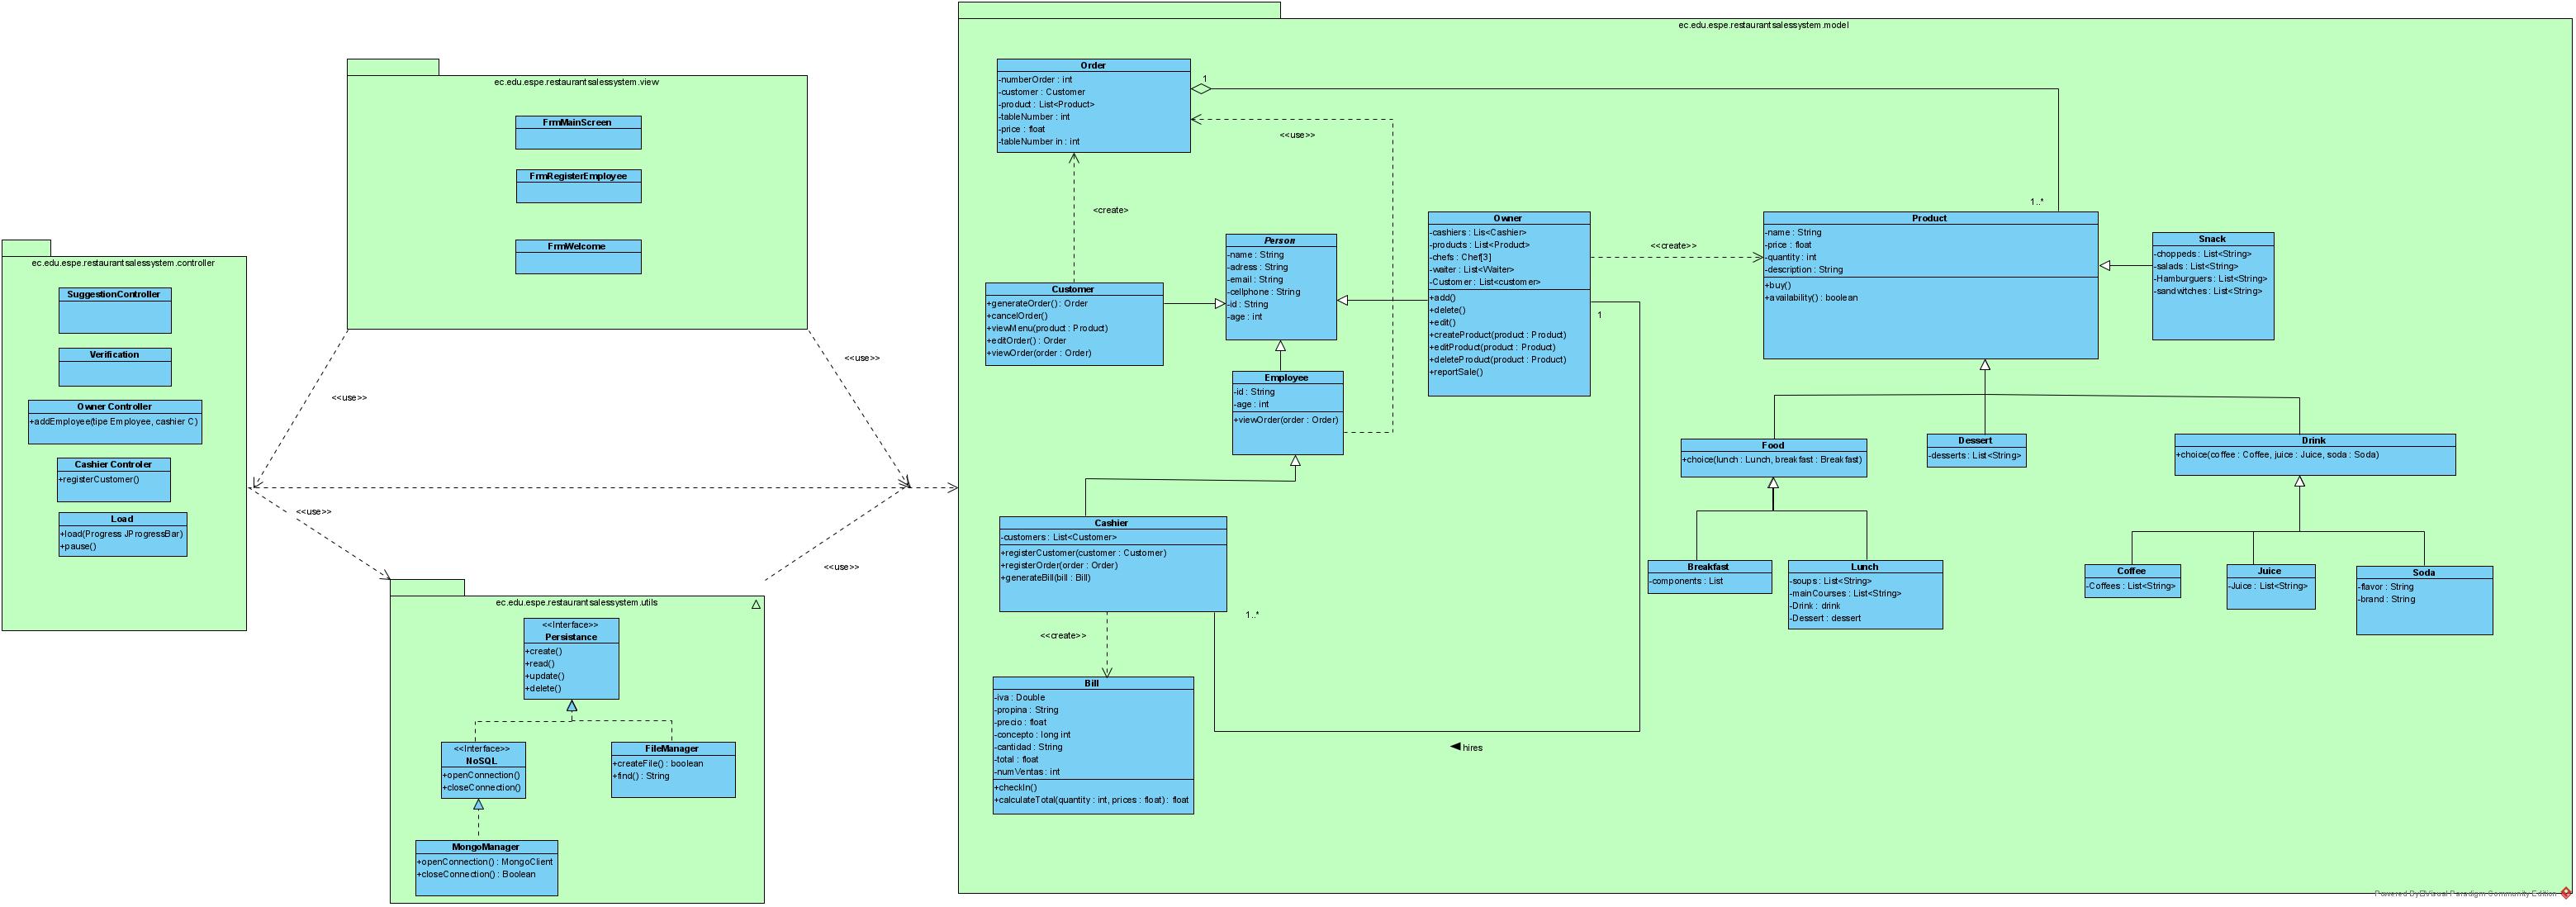 ec.edu.espe.restaurantsalessystem.controller
SuggestionController
Verification
Owner Controller
+addEmployee(tipe Employee, cashier C)
Cashier Controler
+registerCustomer()
Load
+load(Progress JProgressBar)
+pause()
ec.edu.espe.restaurantsalessystem.view
FrmMainScreen
FrmRegisterEmployee
FrmWelcome
<<use>>
<<use>>
<<use>>
<<use>>
ec.edu.espe.restaurantsalessystem.utils
<<Interface>>
Persistance
+create()
+read()
+update()
+delete()
<<Interface>>
NoSQL
+openConnection()
+closeConnection()
FileManager
+createFile() : boolean
+find() : String
MongoManager
+openConnection() : MongoClient
+closeConnection() : Boolean
ec.edu.espe.restaurantsalessystem.model
Order
-numberOrder : int
-customer : Customer
-product : List<Product>
-tableNumber : int
-price : float
-tableNumber in : int
1
<<use>>
1..*
<create>
Customer
+generateOrder() : Order
+cancelOrder()
+viewMenu(product : Product)
+editOrder() : Order
+viewOrder(order : Order)
Person
-name : String
-adress : String
-email : String
-cellphone : String
-id : String
-age : int
Employee
-id : String
-age : int
+viewOrder(order : Order)
Owner
-cashiers : Lis<Cashier>
-products : List<Product>
-chefs : Chef[3]
-waiter : List<Waiter>
-Customer : List<customer>
+add()
+delete()
+edit()
+createProduct(product : Product)
+editProduct(product : Product)
+deleteProduct(product : Product)
+reportSale()
1
<<create>>
Product
-name : String
-price : float
-quantity : int
-description : String
+buy()
+availability() : boolean
Snack
-choppeds : List<String>
-salads : List<String>
-Hamburguers : List<String>
-sandwitches : List<String>
Food
+choice(lunch : Lunch, breakfast : Breakfast)
Dessert
-desserts : List<String>
Drink
+choice(coffee : Coffee, juice : Juice, soda : Soda)
Breakfast
-components : List
Lunch
-soups : List<String>
-mainCourses : List<String>
-Drink : drink
-Dessert : dessert
Coffee
-Coffees : List<String>
Juice
-Juice : List<String>
Soda
-flavor : String
-brand : String
Cashier
-customers : List<Customer>
+registerCustomer(customer : Customer)
+registerOrder(order : Order)
+generateBill(bill : Bill)
1..*
<<create>>
Bill
-iva : Double
-propina : String
-precio : float
-concepto : long int
-cantidad : String
-total : float
-numVentas : int
+checkIn()
+calculateTotal(quantity : int, prices : float) : float
hires
Powered By Visual Paradigm Community Edition